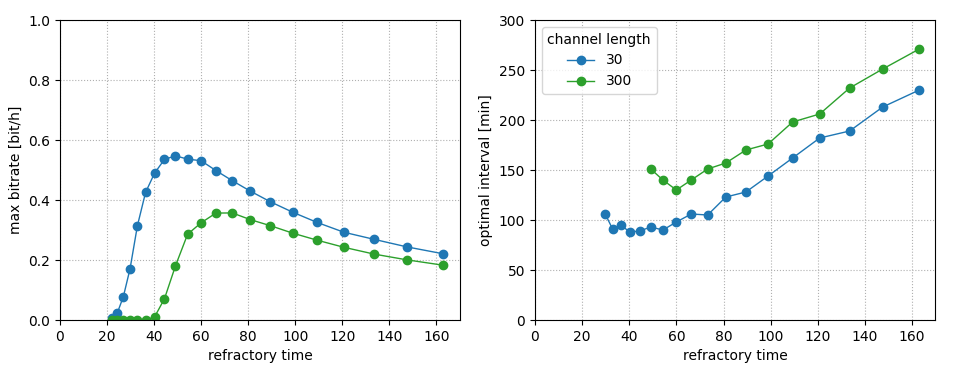 max bitrate [bit/h]
1.0
0.8
0.6
0.4
0.2
0.0
0 20 40 60 80 100 120 140 160
refractory time
optimal interval [min]
300
250
200
150
100
50
0
channel length
30
300
0 20 40 60 80 100 120 140 160
refractory time